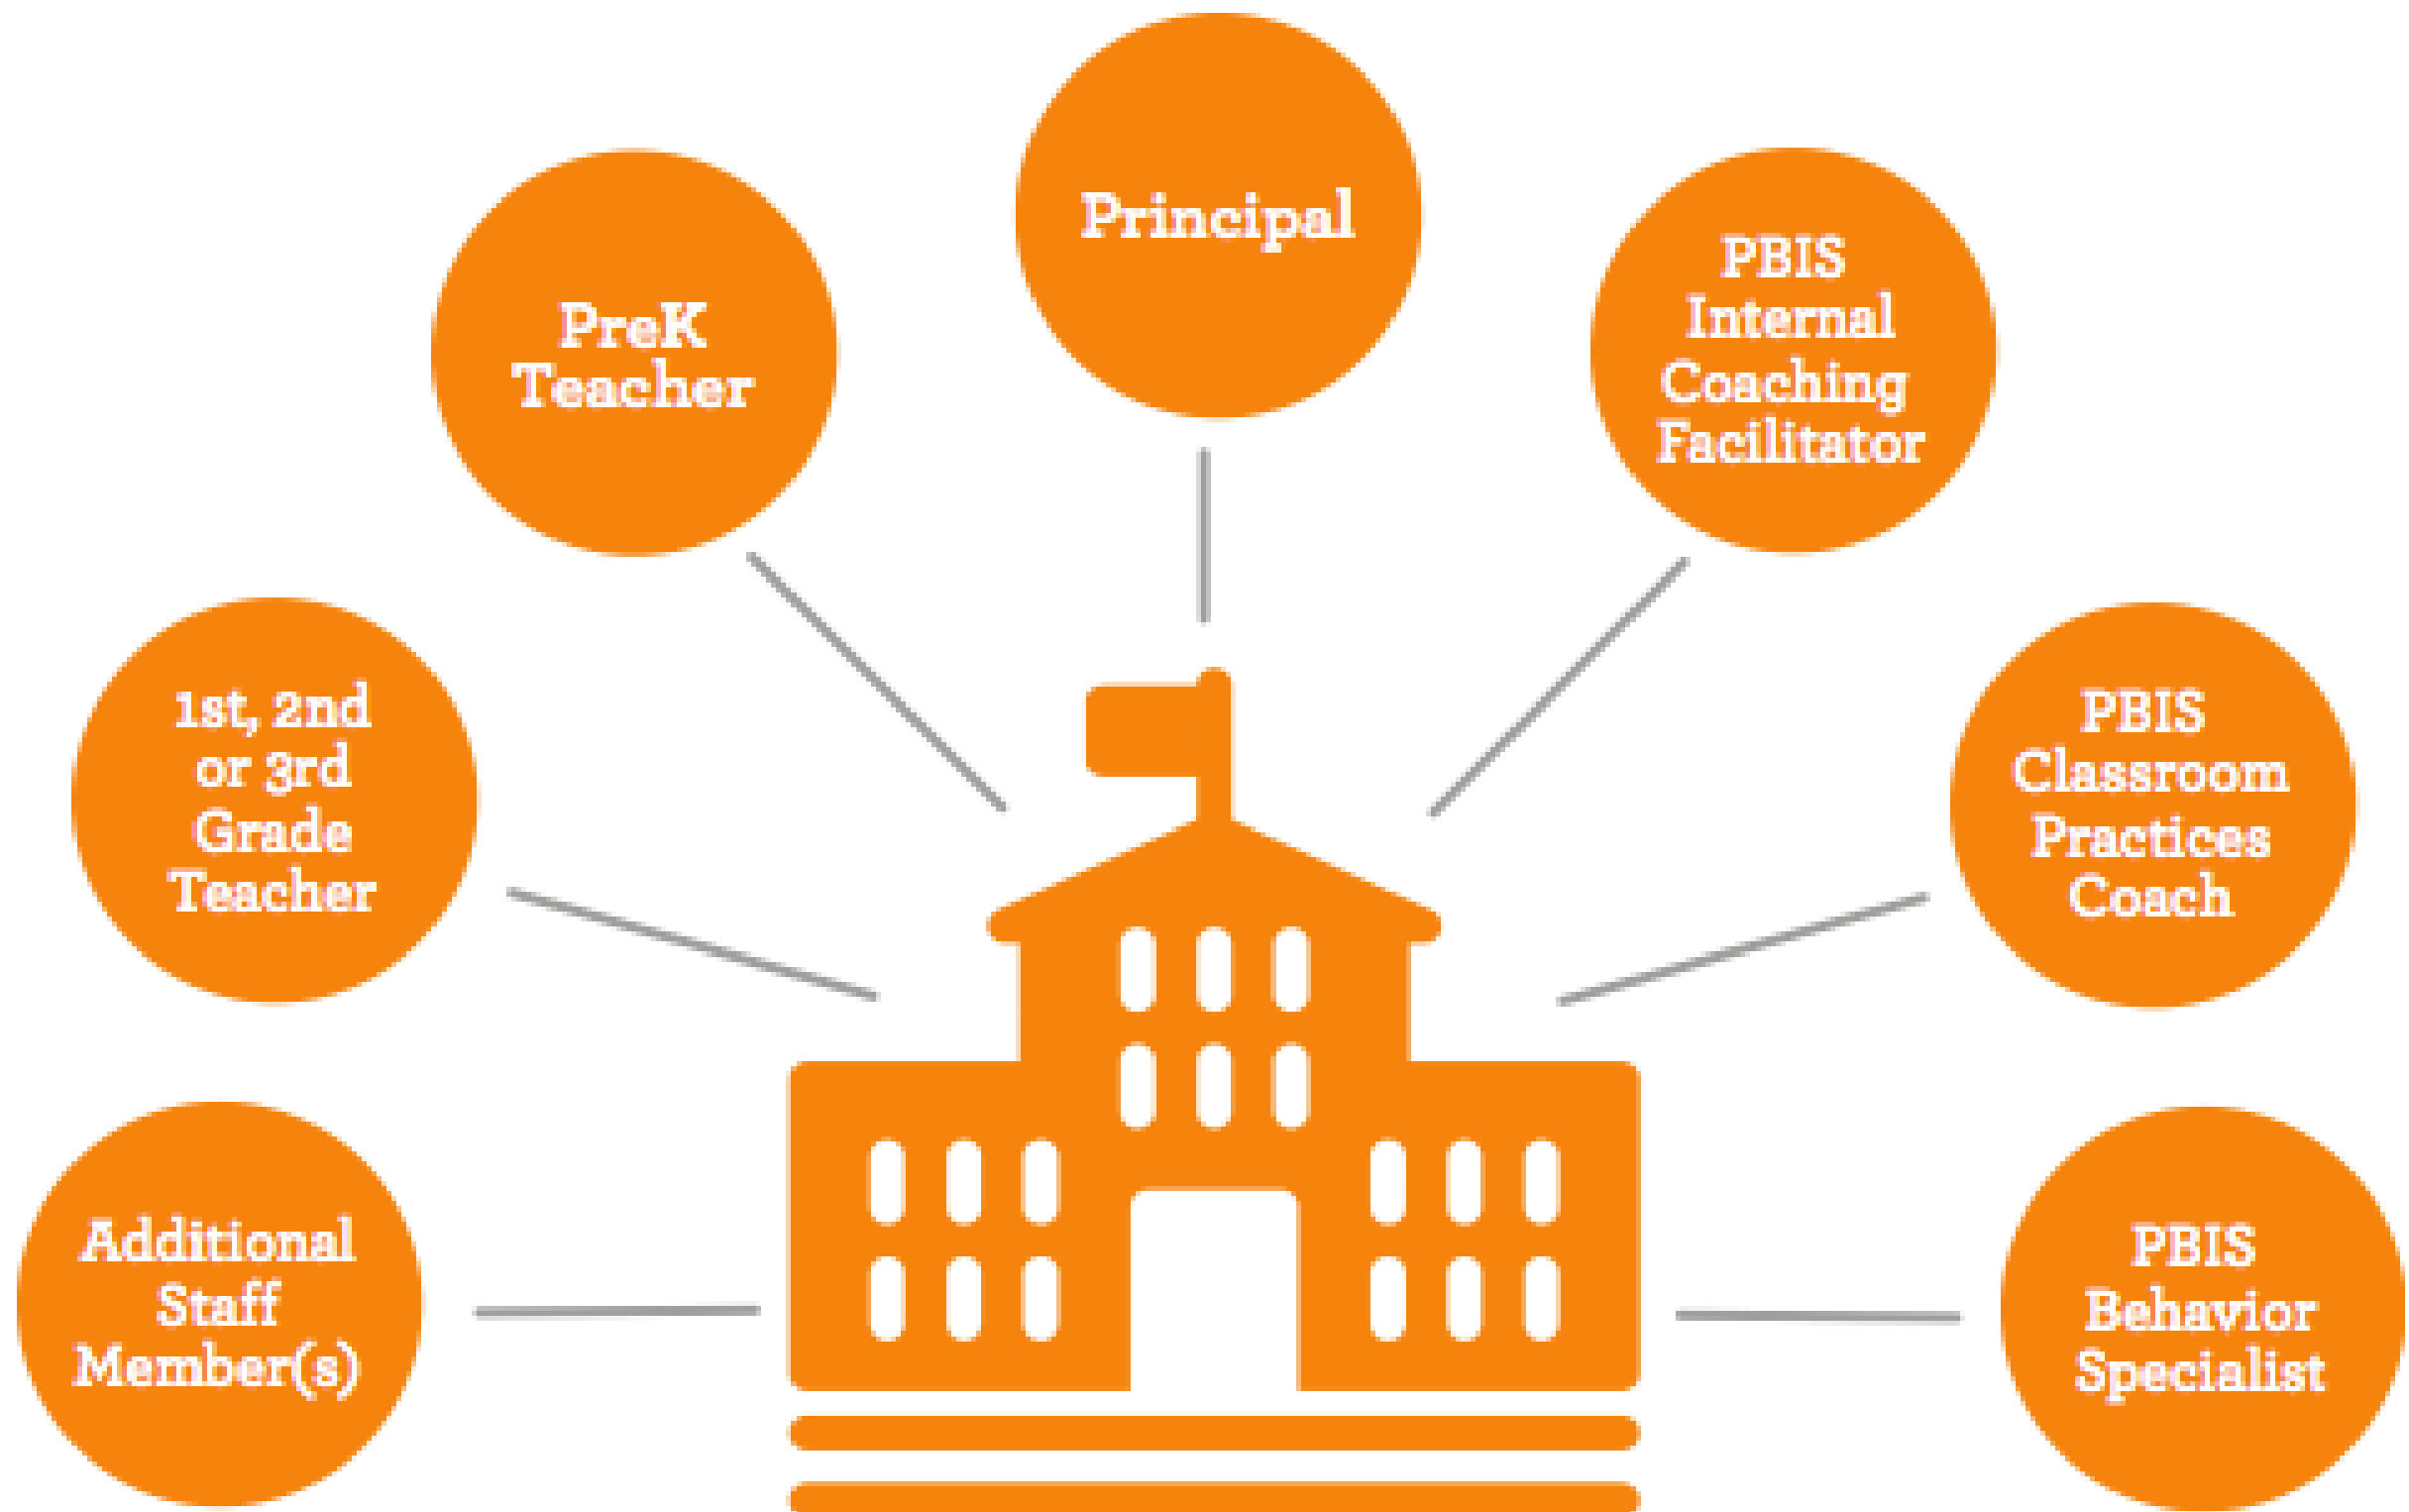 Principal
PreK
Teacher
PBIS
Internal
Coaching
Facilitator
1st, 2nd
or 3rd
Grade
Teacher
PBIS
Classroom
Practices
Coach
Additional
Staff
Member(s)
PBIS
Behavior
Specialist